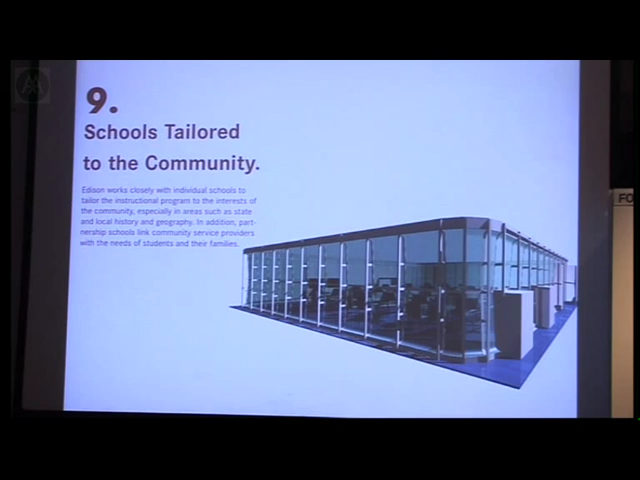 9.
Schools Tailored
to the Community.
Edison works closely with individual schools to
tailor the instructional program to the interests of
the community, especially in areas such as state
and local history and geography. In addition, part-
nership schools link community service providers
with the needs of students and their families.
FO